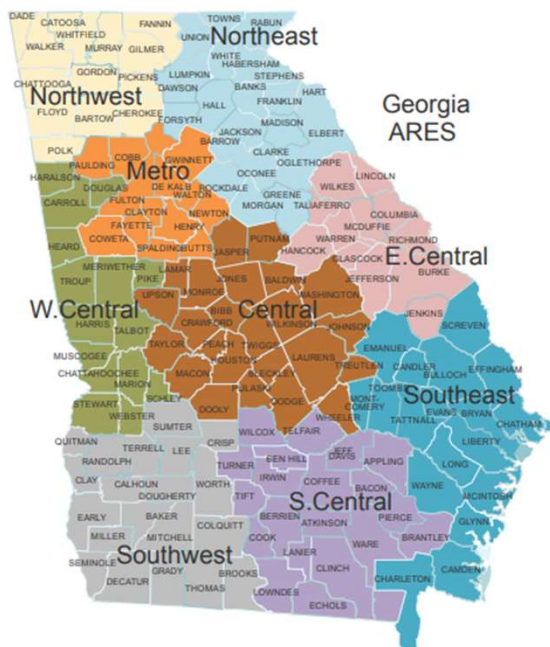 DADE
CATOOSA
FANNIN
TOWNS
RABUN
WHITFIELD
UNION
Northeast
WALKER
MURRAY
GILMER
WHITE
HABERSHAM
GORDON
LUMPKIN
STEPHENS
CHATTOOGA
PICKENS
DAWSON
BANKS
HART
Northwest
HALL
FRANKLIN
FLOYD
CHEROKEE
BARTOW
FORSYTH
MADISON
Georgia
ARES
JACKSON
ELBERT
POLK
COBB
BARROW
PAULDING
GWINNETT
CLARKE
OGLETHORPE
Metro
HARALSON
DOUGLAS
DE KALB
OCONEE
LINCOLN
WALTON
ROCKDALE
WILKES
CARROLL
FULTON
GREENE
TALIAFERRO
CLAYTON
NEWTON
MORGAN
COLUMBIA
FAYETTE
HENRY
MCDUFFIE
COWETA
WARREN
RICHMOND
HEARD
SPALDING
BUTTS
JASPER
PUTNAM
HANCOCK
GLASCOCK
E.Central
MERIWETHER
LAMAR
BURKE
TROUP
PIKE
JONES
BALDWIN
JEFFERSON
UPSON
MONROE
WASHINGTON
W.Central
BIBB
Central
JENKINS
HARRIS
CRAWFORD
WILKINSON
JOHNSON
SCREVEN
TALBOT
TAYLOR
PEACH
TWIGGS
EMANUEL
MUSCOGEE
HOUSTON
LAURENS
CHATTAHOOCHEE
MACON
BLECKLEY
TREUTLEN
CANDLER
BULLOCH
EFFINGHAM
MARION
PULASKI
TOOMBS
Southeast
STEWART
SCHLEY
DOOLY
DODGE
MONT-
GOMERY
EVANS
BRYAN
WEBSTER
WHEELER
TATTNALL
CHATHAM
SUMTER
WILCOX
TELFAIR
QUITMAN
CRISP
LIBERTY
TERRELL
LEE
BEN HILL
JEFF
DAVIS
RANDOLPH
TURNER
APPLING
LONG
CLAY
CALHOUN
WORTH
IRWIN
COFFEE
WAYNE
DOUGHERTY
TIFT
BACON
MCINTOSH
S.Central
EARLY
BAKER
BERRIEN
PIERCE
COLQUITT
ATKINSON
GLYNN
MILLER
MITCHELL
COOK
BRANTLEY
Southwest
LANIER
WARE
SEMINOLE
GRADY
BROOKS
CLINCH
CAMDEN
DECATUR
THOMAS
LOWNDES
CHARLTON
ECHOLS